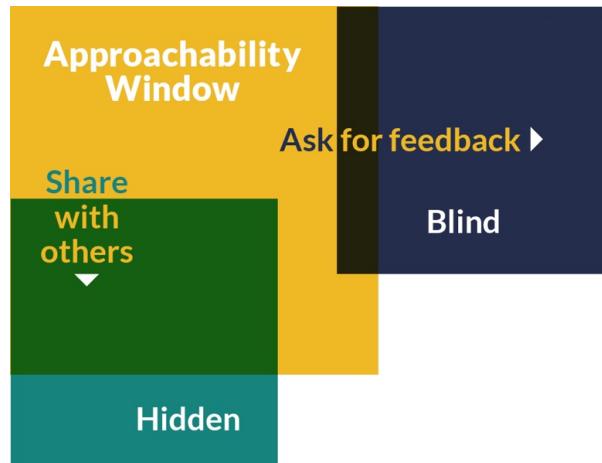 Approachability
Window
Ask for feedback
Share
with
others
Blind
Hidden